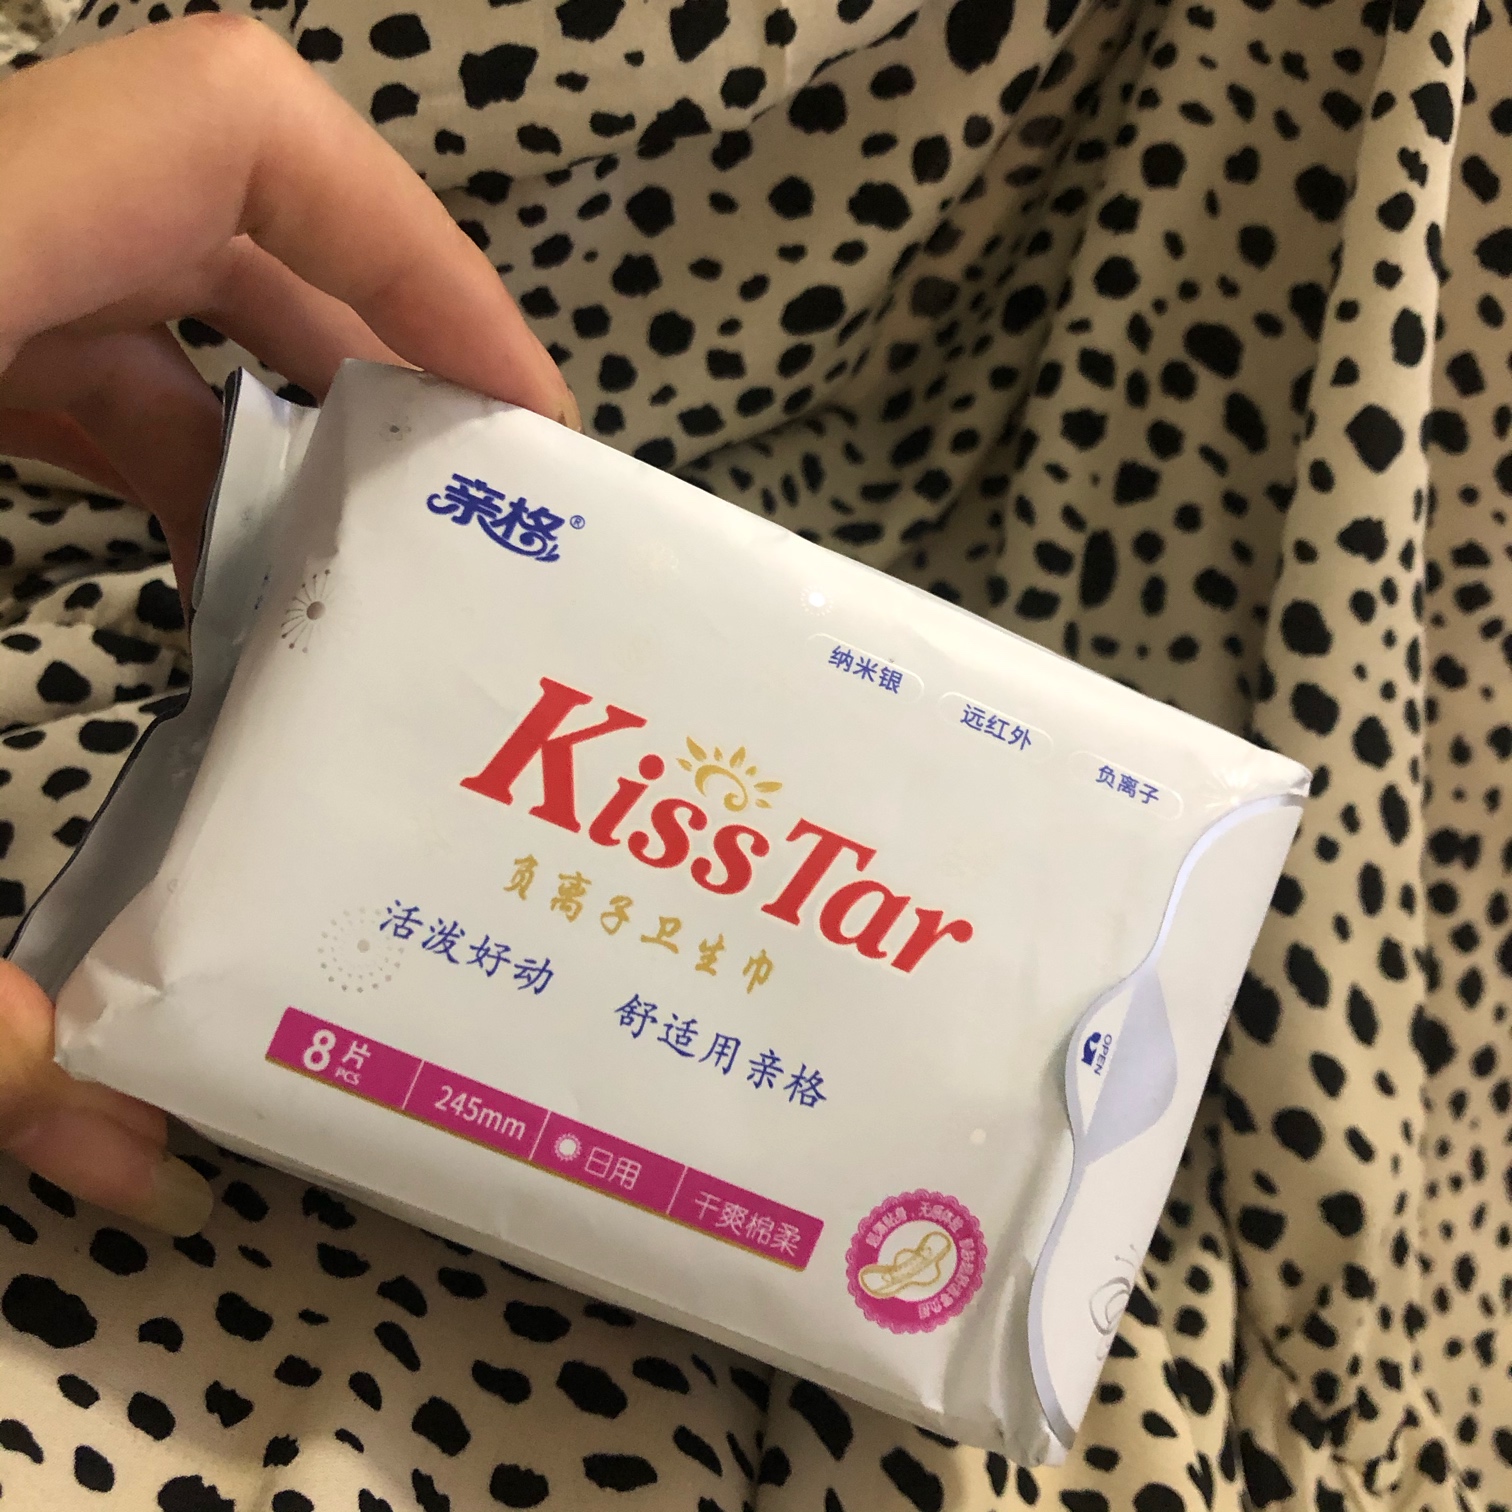 亲格®
纳米银 远红外 负离子
KissTar
负离子卫生巾
活泼好动 舒适用亲格
8片 PCS 245mm 日用 干爽棉柔
OPEN